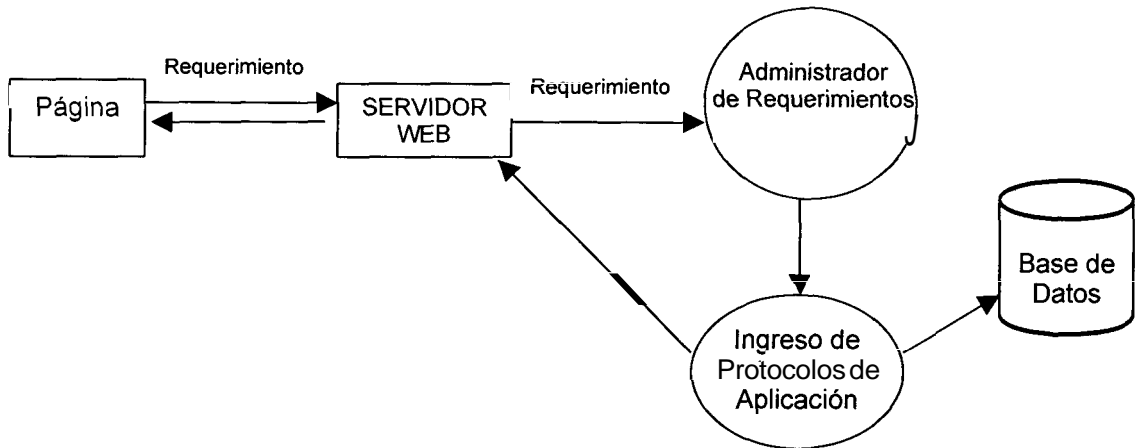 Requerimiento
Página
SERVIDOR
WEB
Requerimiento
Administrador
de Requerimientos
Base de
Datos
Ingreso de
Protocolos de
Aplicación